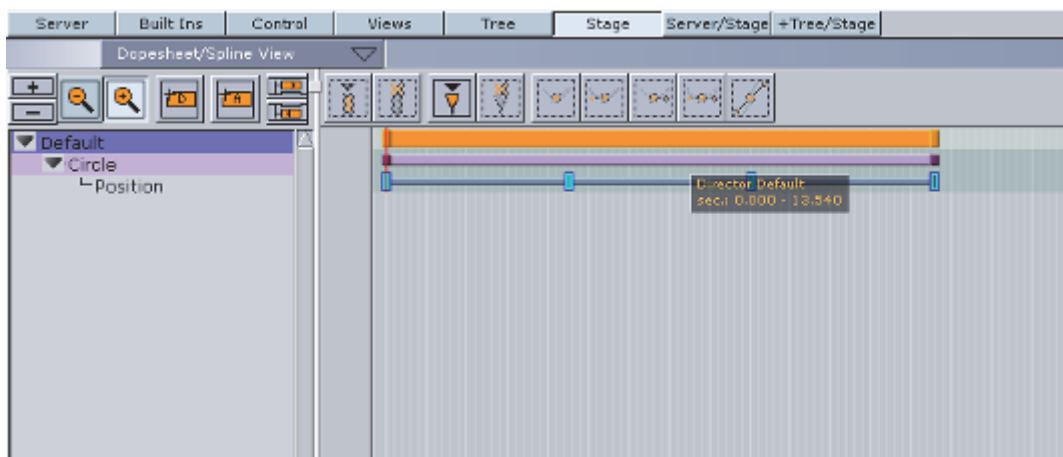 Server Built Ins Control Views Tree Stage Server/Stage +Tree/Stage
Dopesheet/Spline View
D A
Default
Circle
Position
Director Default
sec.: 0.000 - 13.540